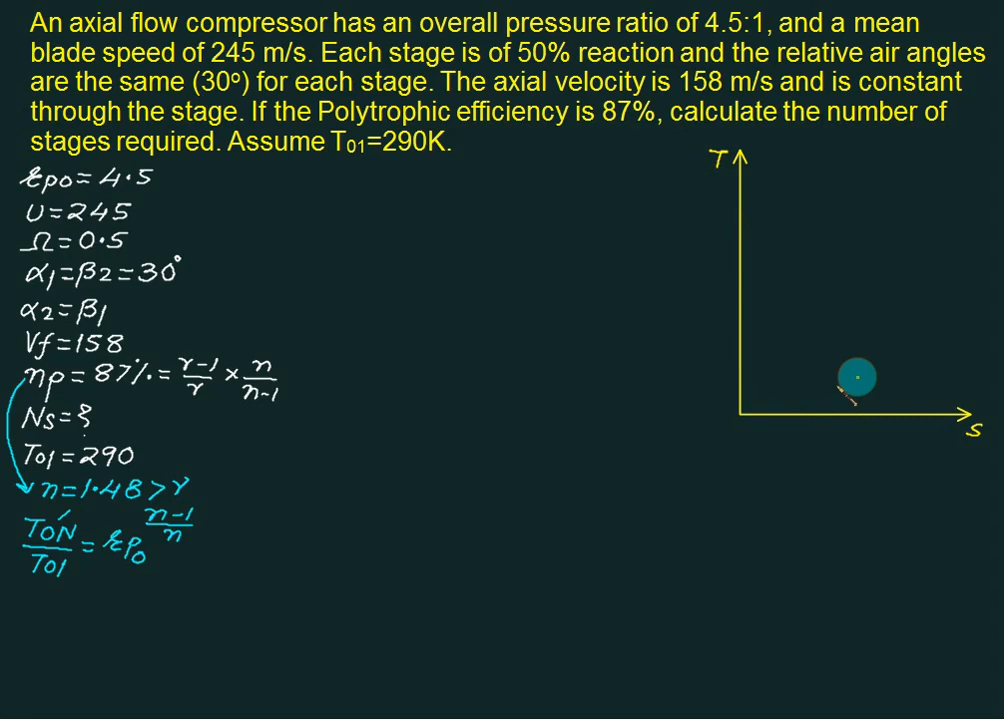 An axial flow compressor has an overall pressure ratio of 4.5:1, and a mean
blade speed of 245 m/s. Each stage is of 50% reaction and the relative air angles
are the same (30º) for each stage. The axial velocity is 158 m/s and is constant
through the stage. If the Polytrophic efficiency is 87%, calculate the number of
stages required. Assume T₀₁=290K.
rpo = 4.5
U = 245
Ω = 0.5
α1 = β2 = 30°
α2 = β1
Vf = 158
ηp = 87% = γ-1/γ × n/n-1
Ns = ?
To1 = 290
n = 1.48 > γ
ToN'/To1 = rpo^(n-1/n)
T
S